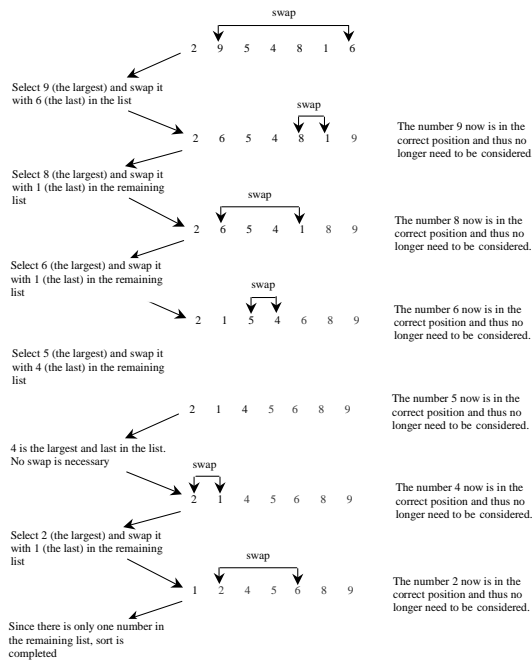 swap
2 9 5 4 8 1 6
Select 9 (the largest) and swap it
with 6 (the last) in the list
swap
2 6 5 4 8 1 9
The number 9 now is in the
correct position and thus no
longer need to be considered.
Select 8 (the largest) and swap it
with 1 (the last) in the remaining
list
swap
2 6 5 4 1 8 9
The number 8 now is in the
correct position and thus no
longer need to be considered.
Select 6 (the largest) and swap it
with 1 (the last) in the remaining
list
swap
2 1 5 4 6 8 9
The number 6 now is in the
correct position and thus no
longer need to be considered.
Select 5 (the largest) and swap it
with 4 (the last) in the remaining
list
2 1 4 5 6 8 9
The number 5 now is in the
correct position and thus no
longer need to be considered.
4 is the largest and last in the list.
No swap is necessary
swap
2 1 4 5 6 8 9
The number 4 now is in the
correct position and thus no
longer need to be considered.
Select 2 (the largest) and swap it
with 1 (the last) in the remaining
list
swap
1 2 4 5 6 8 9
The number 2 now is in the
correct position and thus no
longer need to be considered.
Since there is only one number in
the remaining list, sort is
completed